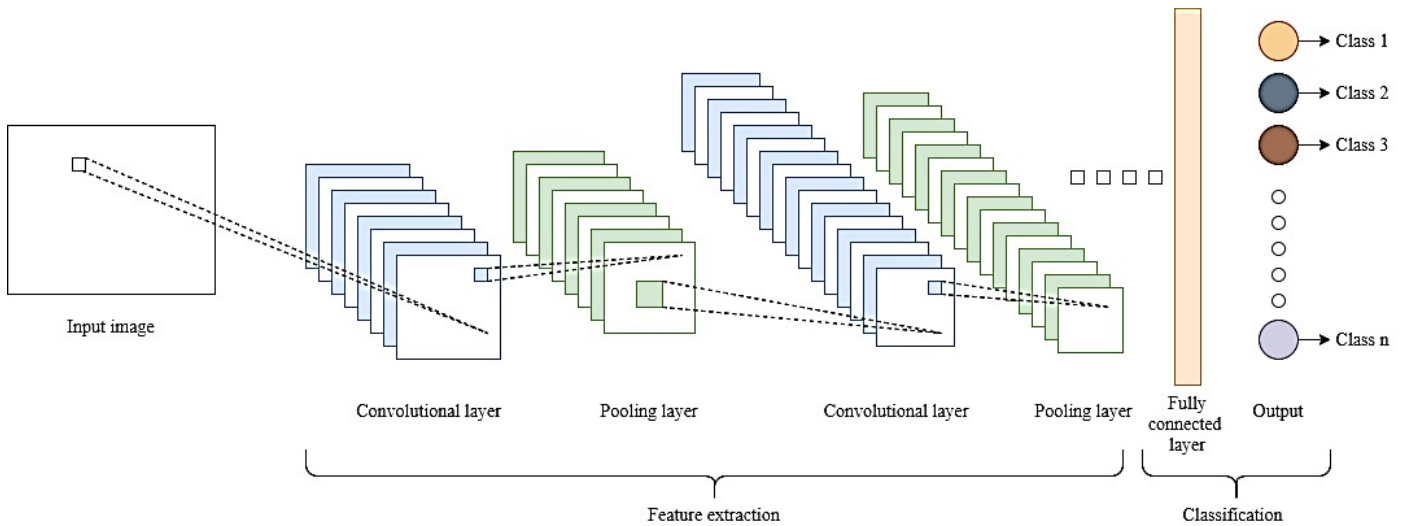 Class 1
Class 2
Class 3
Class n
Input image
Convolutional layer
Pooling layer
Convolutional layer
Pooling layer
Fully
connected
layer
Output
Feature extraction
Classification